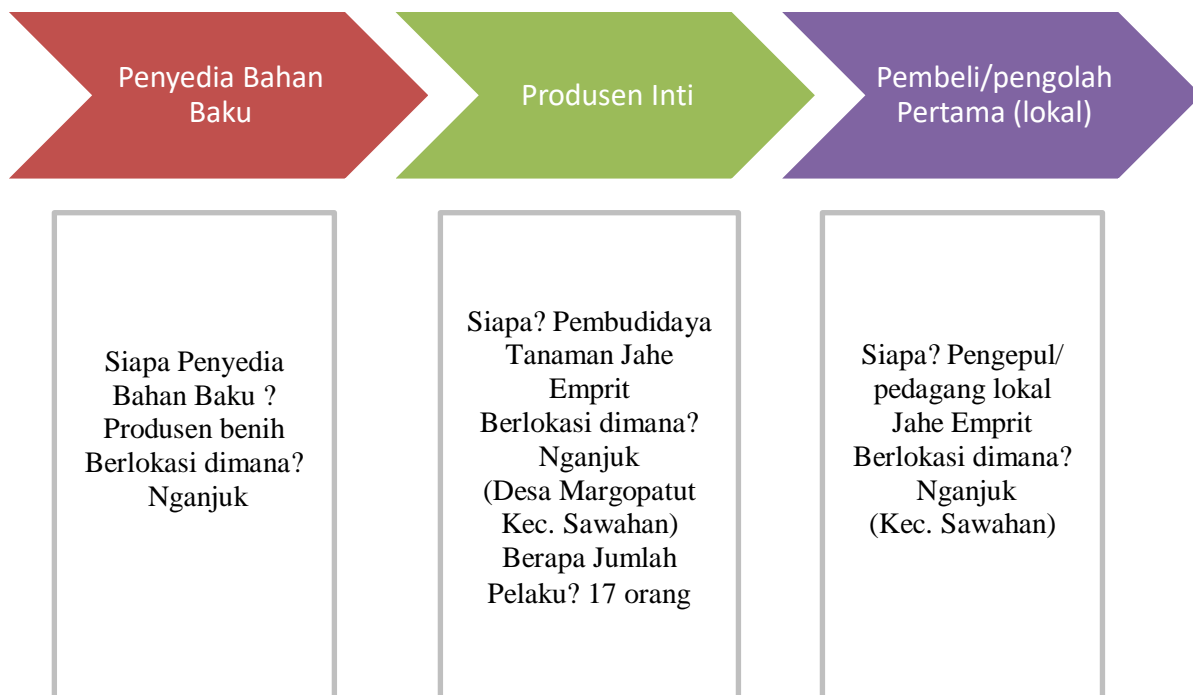 Penyedia Bahan
Baku
Produsen Inti
Pembeli/pengolah
Pertama (lokal)
Siapa Penyedia
Bahan Baku ?
Produsen benih
Berlokasi dimana?
Nganjuk
Siapa? Pembudidaya
Tanaman Jahe
Emprit
Berlokasi dimana?
Nganjuk
(Desa Margopatut
Kec. Sawahan)
Berapa Jumlah
Pelaku? 17 orang
Siapa? Pengepul/
pedagang lokal
Jahe Emprit
Berlokasi dimana?
Nganjuk
(Kec. Sawahan)